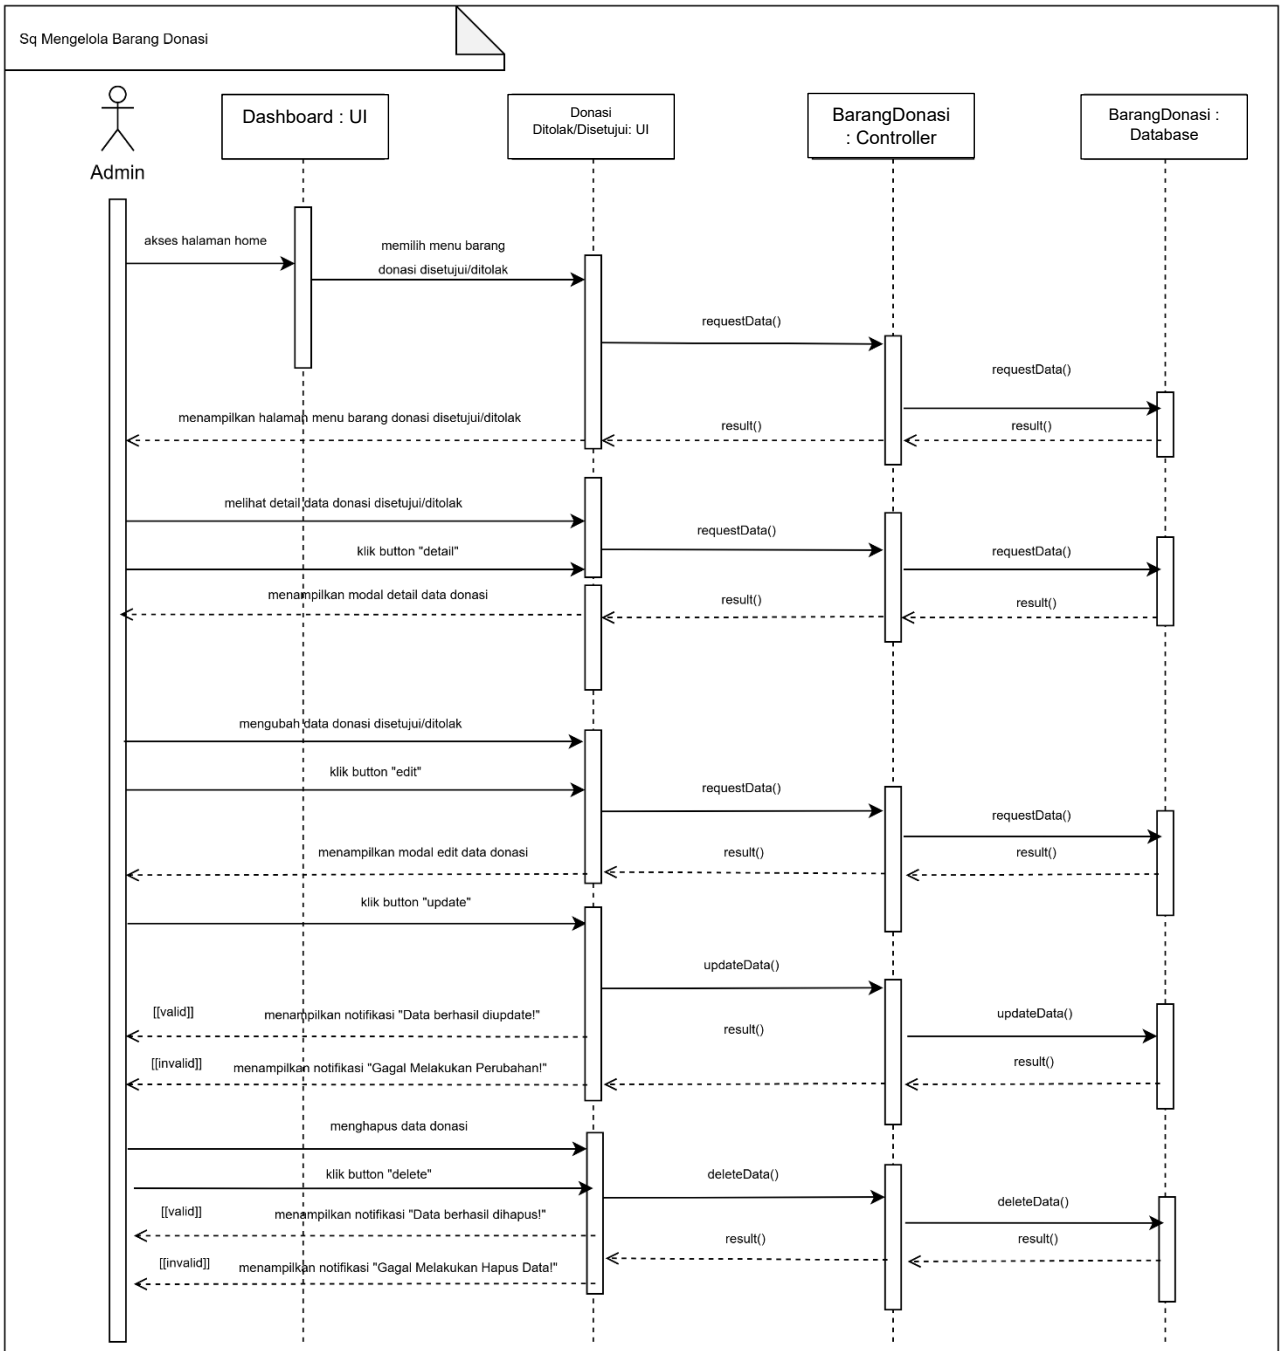 Sq Mengelola Barang Donasi
Admin
Dashboard : UI
Donasi
Ditolak/Disetujui: UI
BarangDonasi
: Controller
BarangDonasi :
Database
akses halaman home
memilih menu barang
donasi disetujui/ditolak
requestData()
requestData()
menampilkan halaman menu barang donasi disetujui/ditolak
result()
result()
melihat detail data donasi disetujui/ditolak
requestData()
klik button "detail"
requestData()
menampilkan modal detail data donasi
result()
result()
mengubah data donasi disetujui/ditolak
klik button "edit"
requestData()
requestData()
menampilkan modal edit data donasi
result()
result()
klik button "update"
updateData()
[[valid]]
menampilkan notifikasi "Data berhasil diupdate!"
updateData()
result()
[[invalid]]
menampilkan notifikasi "Gagal Melakukan Perubahan!"
result()
menghapus data donasi
klik button "delete"
deleteData()
deleteData()
[[valid]]
menampilkan notifikasi "Data berhasil dihapus!"
result()
result()
[[invalid]]
menampilkan notifikasi "Gagal Melakukan Hapus Data!"